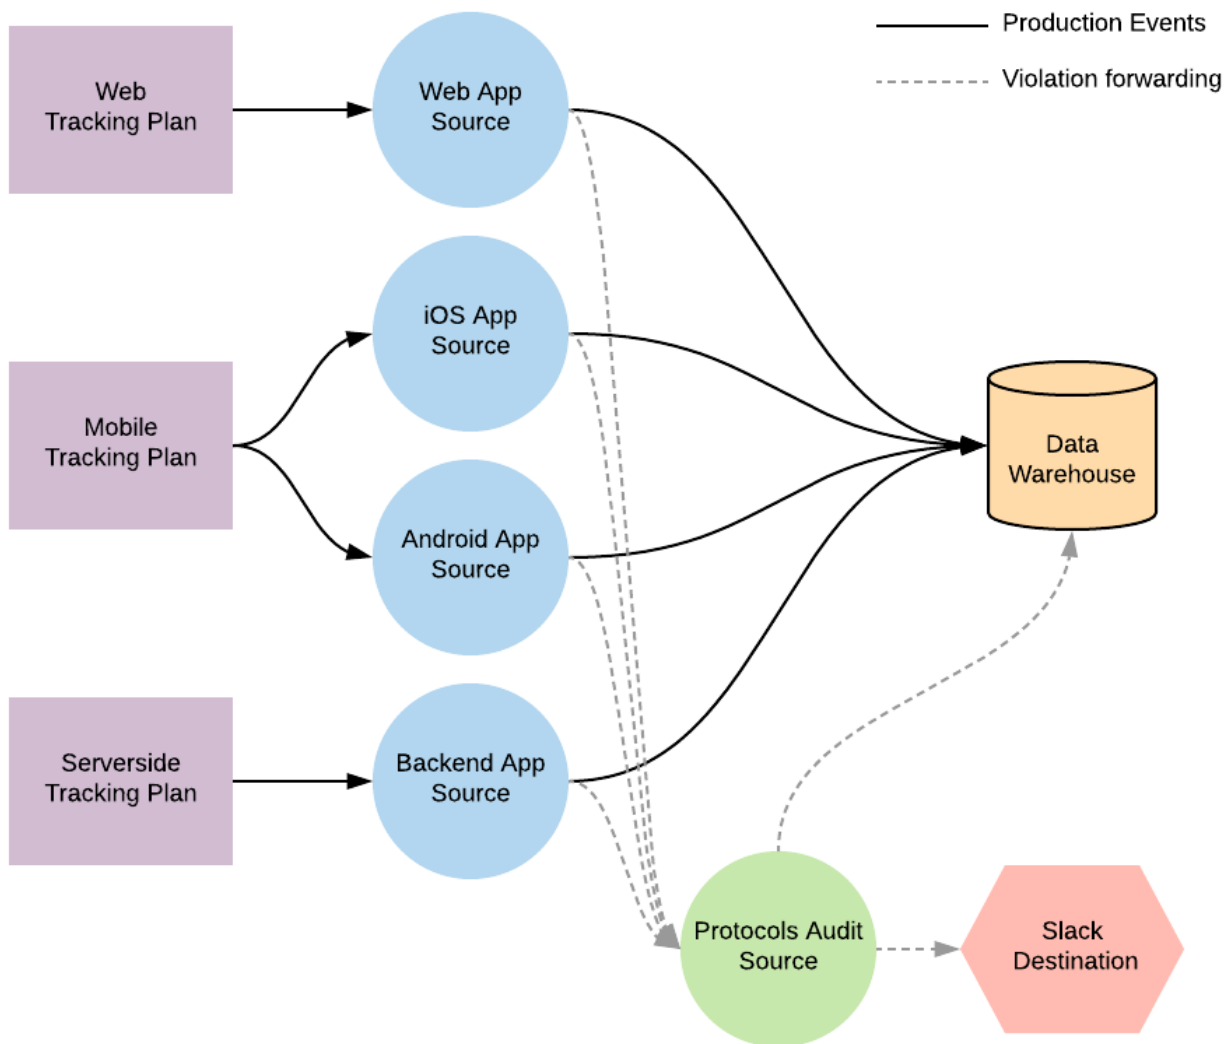 Production Events
Violation forwarding
Web
Tracking Plan
Web App
Source
iOS App
Source
Mobile
Tracking Plan
Data
Warehouse
Android App
Source
Serverside
Tracking Plan
Backend App
Source
Protocols Audit
Source
Slack
Destination